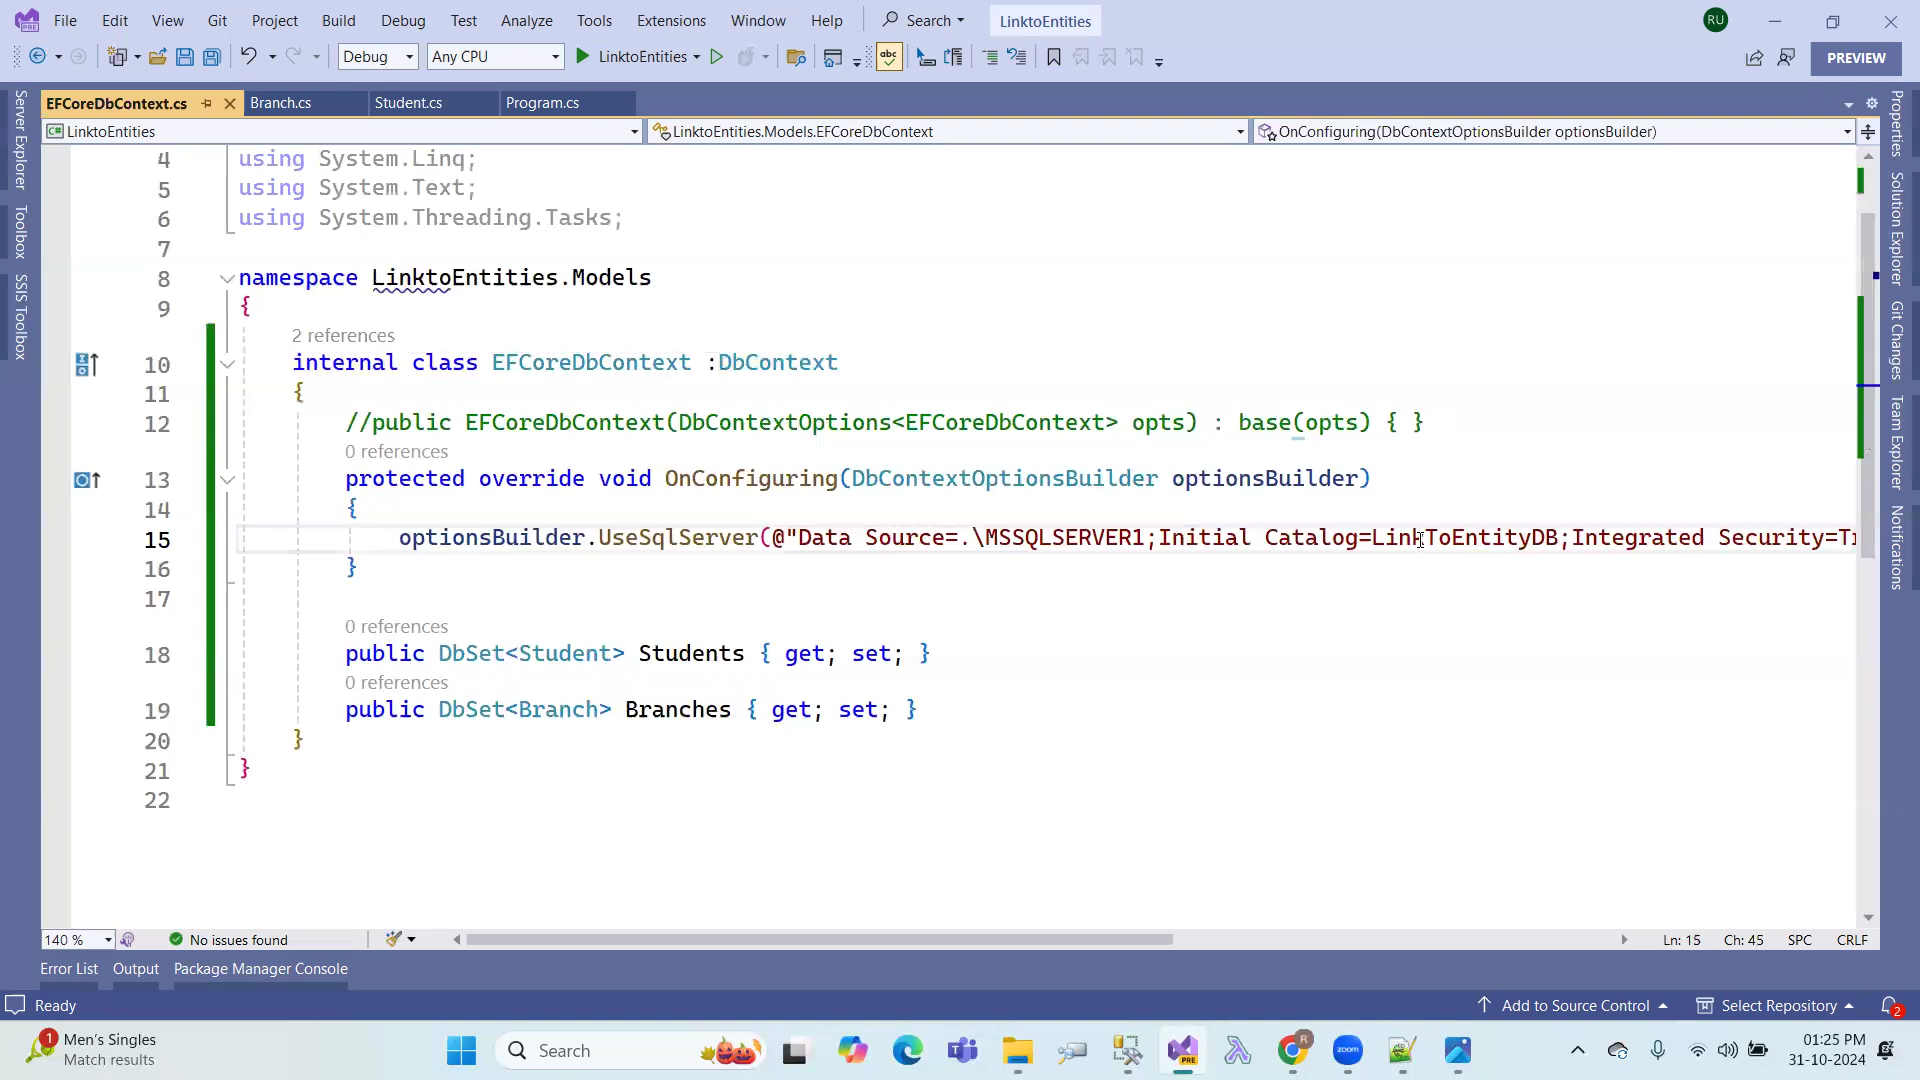 File Edit View Git Project Build Debug Test Analyze Tools Extensions Window Help Search LinktoEntities RU
Debug Any CPU LinktoEntities PREVIEW
EFCoreDbContext.cs Branch.cs Student.cs Program.cs
LinktoEntities LinktoEntities.Models.EFCoreDbContext OnConfiguring(DbContextOptionsBuilder optionsBuilder)
4 using System.Linq;
5 using System.Text;
6 using System.Threading.Tasks;
7
8 namespace LinktoEntities.Models
9 {
2 references
10 internal class EFCoreDbContext :DbContext
11 {
12 //public EFCoreDbContext(DbContextOptions<EFCoreDbContext> opts) : base(opts) { }
0 references
13 protected override void OnConfiguring(DbContextOptionsBuilder optionsBuilder)
14 {
15 optionsBuilder.UseSqlServer(@"Data Source=.\MSSQLSERVER1;Initial Catalog=LinkToEntityDB;Integrated Security=Tr
16 }
17
0 references
18 public DbSet<Student> Students { get; set; }
0 references
19 public DbSet<Branch> Branches { get; set; }
20 }
21 }
22
Server Explorer
Toolbox
SSIS Toolbox
Properties
Solution Explorer
Git Changes
Team Explorer
Notifications
140 % No issues found Ln: 15 Ch: 45 SPC CRLF
Error List Output Package Manager Console
Ready Add to Source Control Select Repository 2
1 Men's Singles
Match results
Search
PRE
R
zoom
01:25 PM
31-10-2024